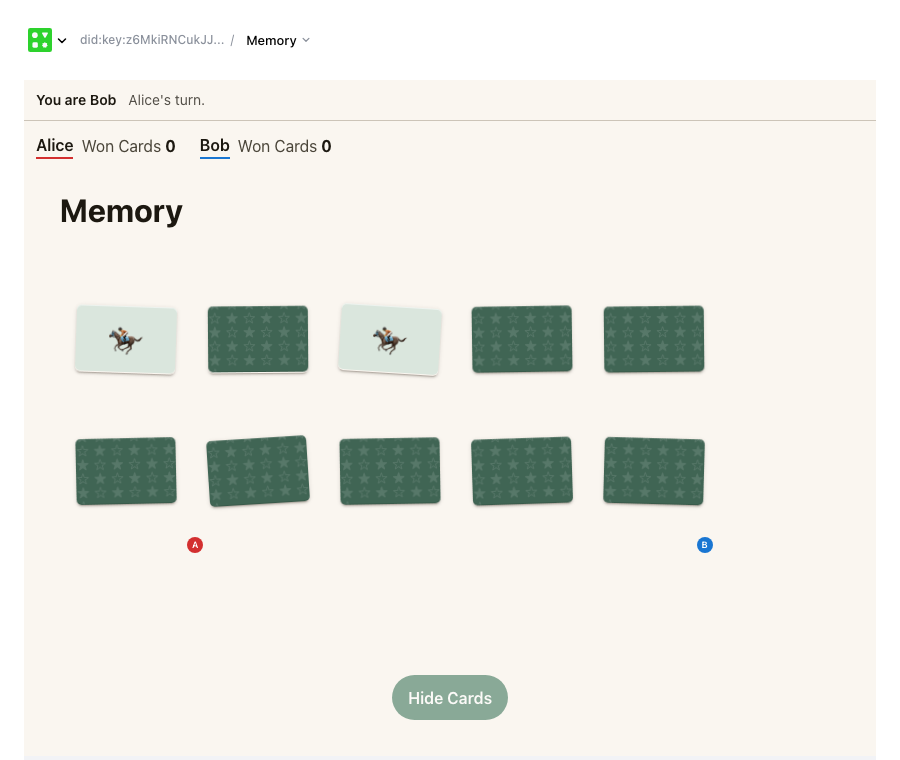 did:key:z6MkiRNCukJJ... / Memory
You are Bob Alice's turn.
Alice Won Cards 0 Bob Won Cards 0
Memory
A B
Hide Cards